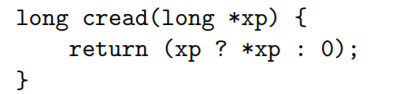 long cread(long *xp) {
    return (xp ? *xp : 0);
}